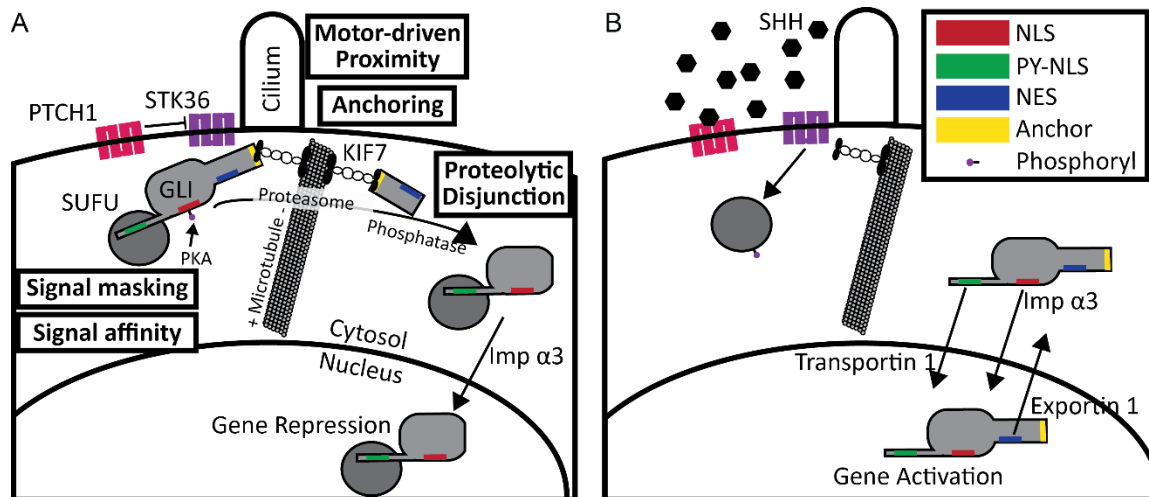 A
Cilium
Motor-driven
Proximity
Anchoring
PTCH1
STK36
KIF7
Proteolytic
Disjunction
GLI
SUFU
Proteasome
Phosphatase
PKA
Signal masking
Signal affinity
+ Microtubule -
Cytosol
Nucleus
Imp α3
Gene Repression
B
SHH
NLS
PY-NLS
NES
Anchor
Phosphoryl
Imp α3
Transportin 1
Exportin 1
Gene Activation